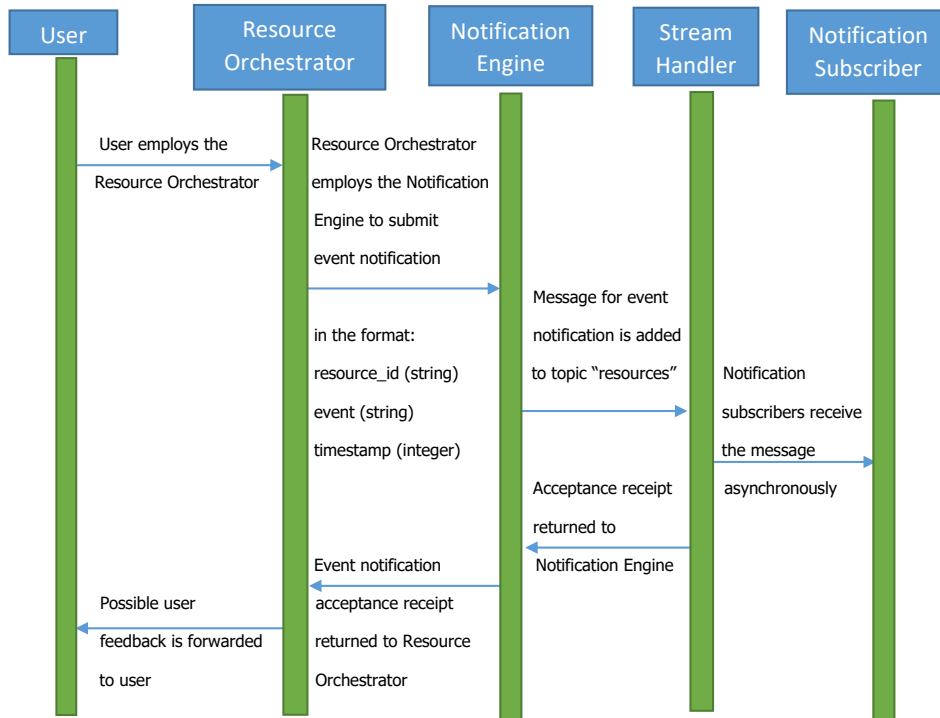 User
Resource
Orchestrator
Notification
Engine
Stream
Handler
Notification
Subscriber
User employs the
Resource Orchestrator
Resource Orchestrator
employs the Notification
Engine to submit
event notification
in the format:
resource_id (string)
event (string)
timestamp (integer)
Message for event
notification is added
to topic “resources”
Notification
subscribers receive
the message
asynchronously
Acceptance receipt
returned to
Notification Engine
Event notification
acceptance receipt
returned to Resource
Orchestrator
Possible user
feedback is forwarded
to user